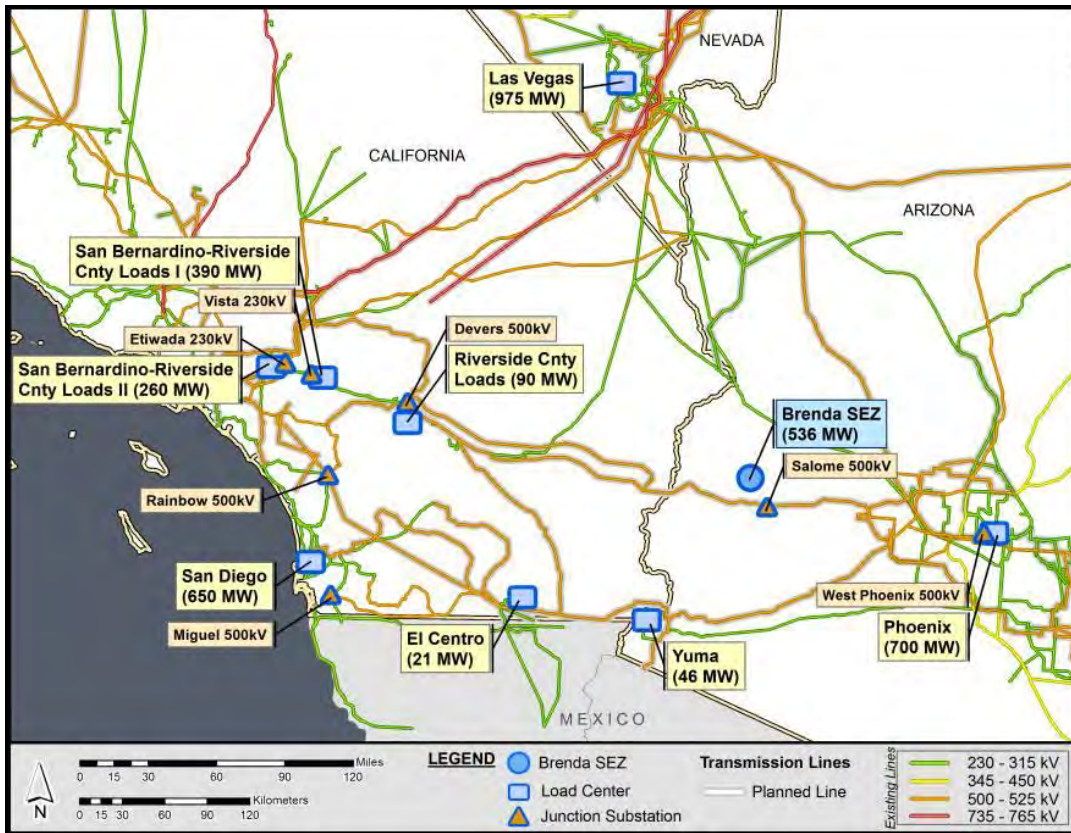 NEVADA
Las Vegas
(975 MW)
CALIFORNIA
ARIZONA
San Bernardino-Riverside
Cnty Loads I (390 MW)
Vista 230kV
Etiwada 230kV
Devers 500kV
San Bernardino-Riverside
Cnty Loads II (260 MW)
Riverside Cnty
Loads (90 MW)
Brenda SEZ
(536 MW)
Salome 500kV
Rainbow 500kV
San Diego
(650 MW)
West Phoenix 500kV
Miguel 500kV
El Centro
(21 MW)
Yuma
(46 MW)
Phoenix
(700 MW)
MEXICO
N
Miles
0 15 30 60 90 120
Kilometers
0 15 30 60 90 120
LEGEND
Brenda SEZ
Load Center
Junction Substation
Transmission Lines
Planned Line
Existing Lines
230 - 315 kV
345 - 450 kV
500 - 525 kV
735 - 765 kV